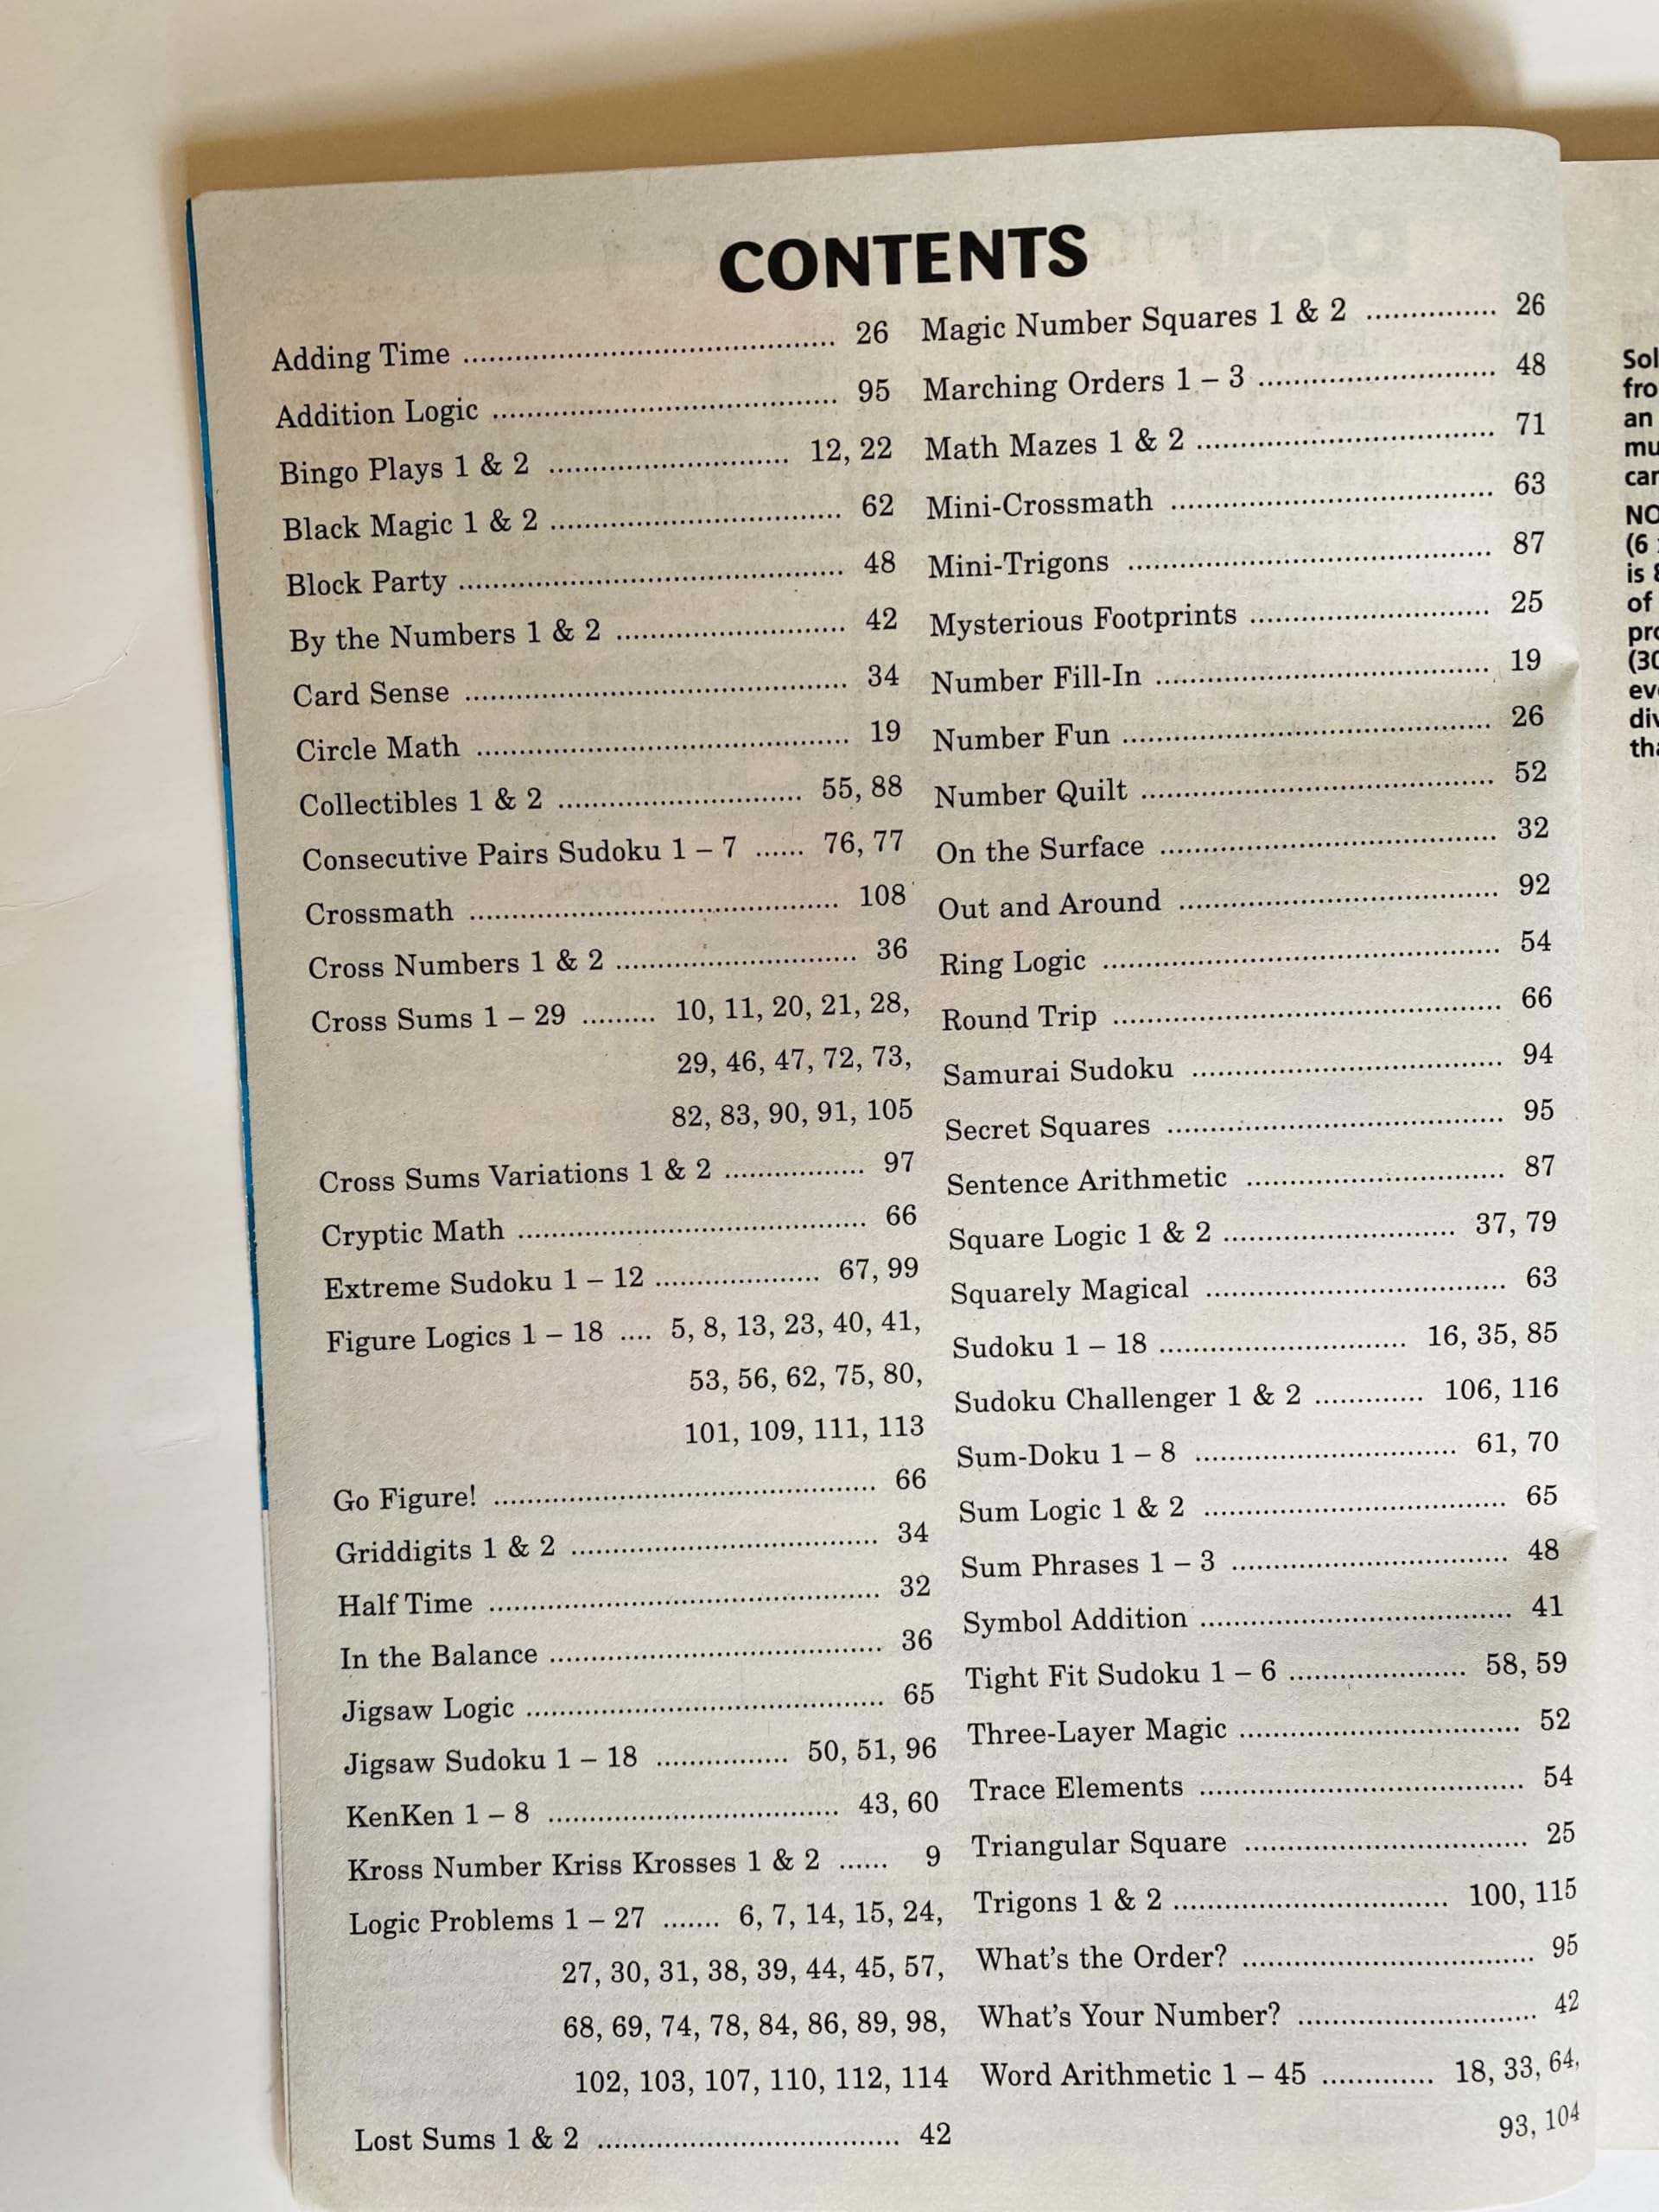 CONTENTS
Adding Time ........................................ 26
Addition Logic ..................................... 95
Bingo Plays 1 & 2 ........................... 12, 22
Black Magic 1 & 2 ................................ 62
Block Party .......................................... 48
By the Numbers 1 & 2 ......................... 42
Card Sense .......................................... 34
Circle Math ......................................... 19
Collectibles 1 & 2 ............................ 55, 88
Consecutive Pairs Sudoku 1 – 7 ...... 76, 77
Crossmath ......................................... 108
Cross Numbers 1 & 2 ........................... 36
Cross Sums 1 – 29 ......... 10, 11, 20, 21, 28,
29, 46, 47, 72, 73,
82, 83, 90, 91, 105
Cross Sums Variations 1 & 2 ................ 97
Cryptic Math ....................................... 66
Extreme Sudoku 1 – 12 ................... 67, 99
Figure Logics 1 – 18 .... 5, 8, 13, 23, 40, 41,
53, 56, 62, 75, 80,
101, 109, 111, 113
Go Figure! ........................................... 66
Griddigits 1 & 2 ................................... 34
Half Time ............................................ 32
In the Balance ..................................... 36
Jigsaw Logic ........................................ 65
Jigsaw Sudoku 1 – 18 ................ 50, 51, 96
KenKen 1 – 8 ................................. 43, 60
Kross Number Kriss Krosses 1 & 2 ...... 9
Logic Problems 1 – 27 ....... 6, 7, 14, 15, 24,
27, 30, 31, 38, 39, 44, 45, 57,
68, 69, 74, 78, 84, 86, 89, 98,
102, 103, 107, 110, 112, 114
Lost Sums 1 & 2 .................................. 42
Magic Number Squares 1 & 2 ............... 26
Marching Orders 1 – 3 ........................... 48
Math Mazes 1 & 2 .................................. 71
Mini-Crossmath .................................... 63
Mini-Trigons ......................................... 87
Mysterious Footprints ........................... 25
Number Fill-In ...................................... 19
Number Fun .......................................... 26
Number Quilt ........................................ 52
On the Surface ...................................... 32
Out and Around .................................... 92
Ring Logic ............................................. 54
Round Trip ............................................ 66
Samurai Sudoku ................................... 94
Secret Squares ...................................... 95
Sentence Arithmetic ............................. 87
Square Logic 1 & 2 .......................... 37, 79
Squarely Magical .................................. 63
Sudoku 1 – 18 ............................ 16, 35, 85
Sudoku Challenger 1 & 2 ............. 106, 116
Sum-Doku 1 – 8 .............................. 61, 70
Sum Logic 1 & 2 ................................... 65
Sum Phrases 1 – 3 ................................ 48
Symbol Addition ................................... 41
Tight Fit Sudoku 1 – 6 .................... 58, 59
Three-Layer Magic ............................... 52
Trace Elements ..................................... 54
Triangular Square ................................ 25
Trigons 1 & 2 ............................... 100, 115
What's the Order? ................................. 95
What's Your Number? ........................... 42
Word Arithmetic 1 – 45 ............. 18, 33, 64,
93, 104
an
(6
is
of
(30